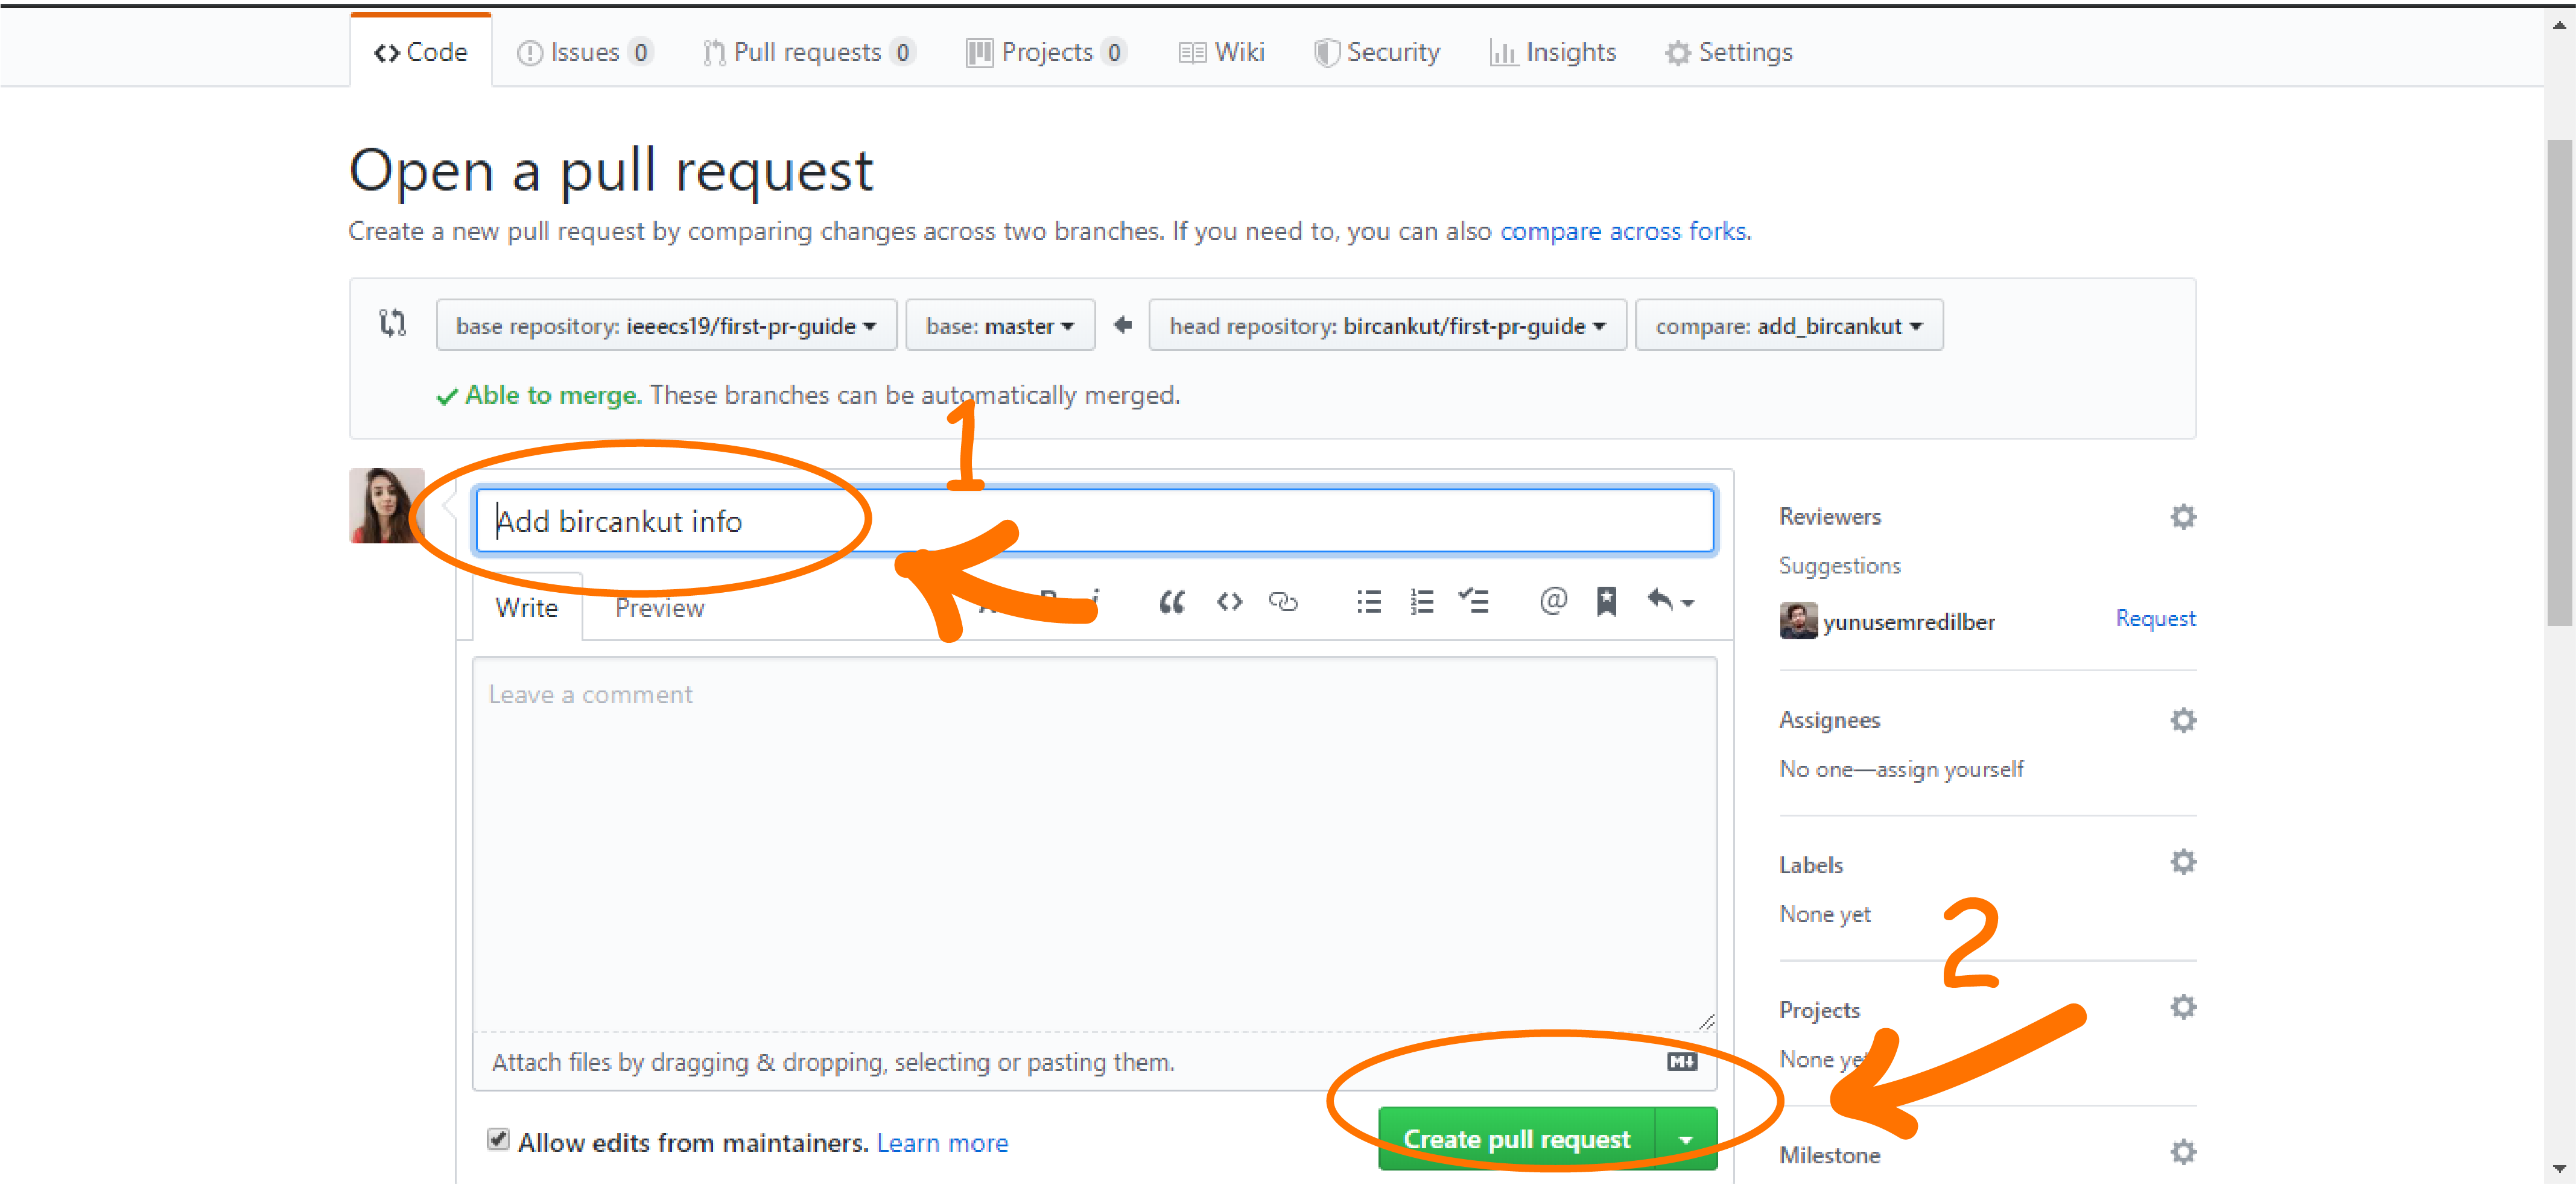 Code Issues 0 Pull requests 0 Projects 0 Wiki Security Insights Settings
Open a pull request
Create a new pull request by comparing changes across two branches. If you need to, you can also compare across forks.
base repository: ieeecs19/first-pr-guide base: master head repository: bircankut/first-pr-guide compare: add_bircankut
Able to merge. These branches can be automatically merged.
1
Add bircankut info
Write Preview
Leave a comment
Attach files by dragging & dropping, selecting or pasting them.
Allow edits from maintainers. Learn more
Create pull request
Reviewers
Suggestions
yunusemredilber Request
Assignees
No one—assign yourself
Labels
None yet
2
Projects
None yet
Milestone